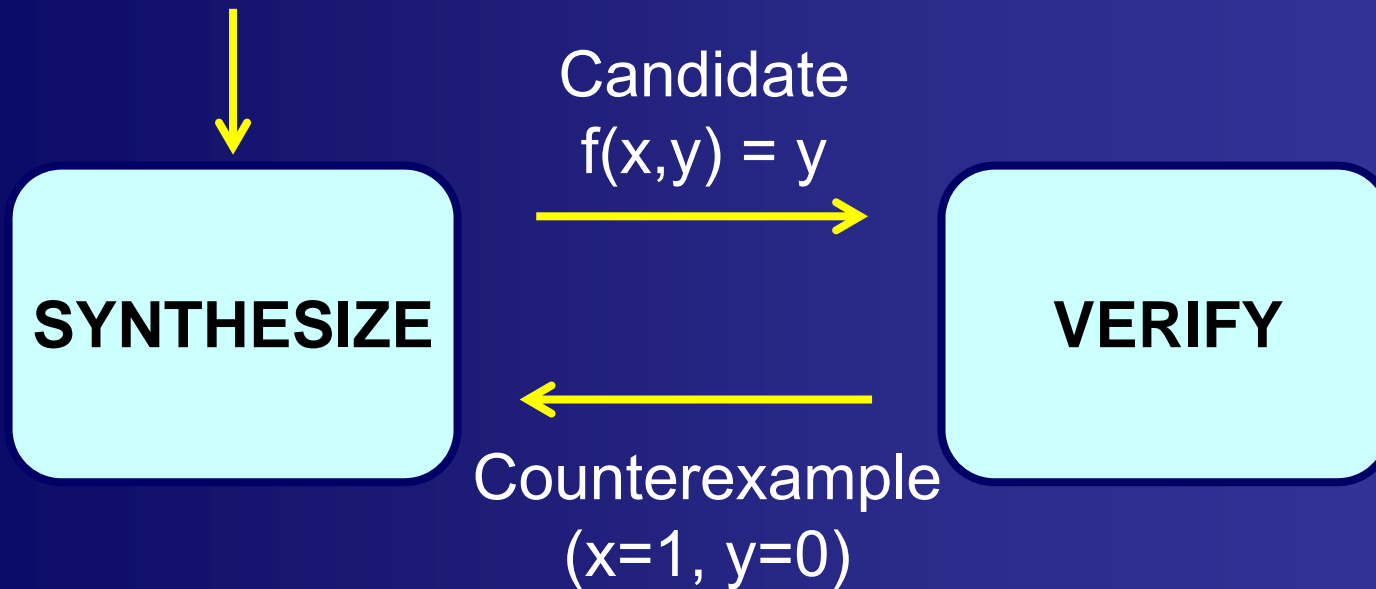 Candidate
f(x,y) = y
SYNTHESIZE
VERIFY
Counterexample
(x=1, y=0)